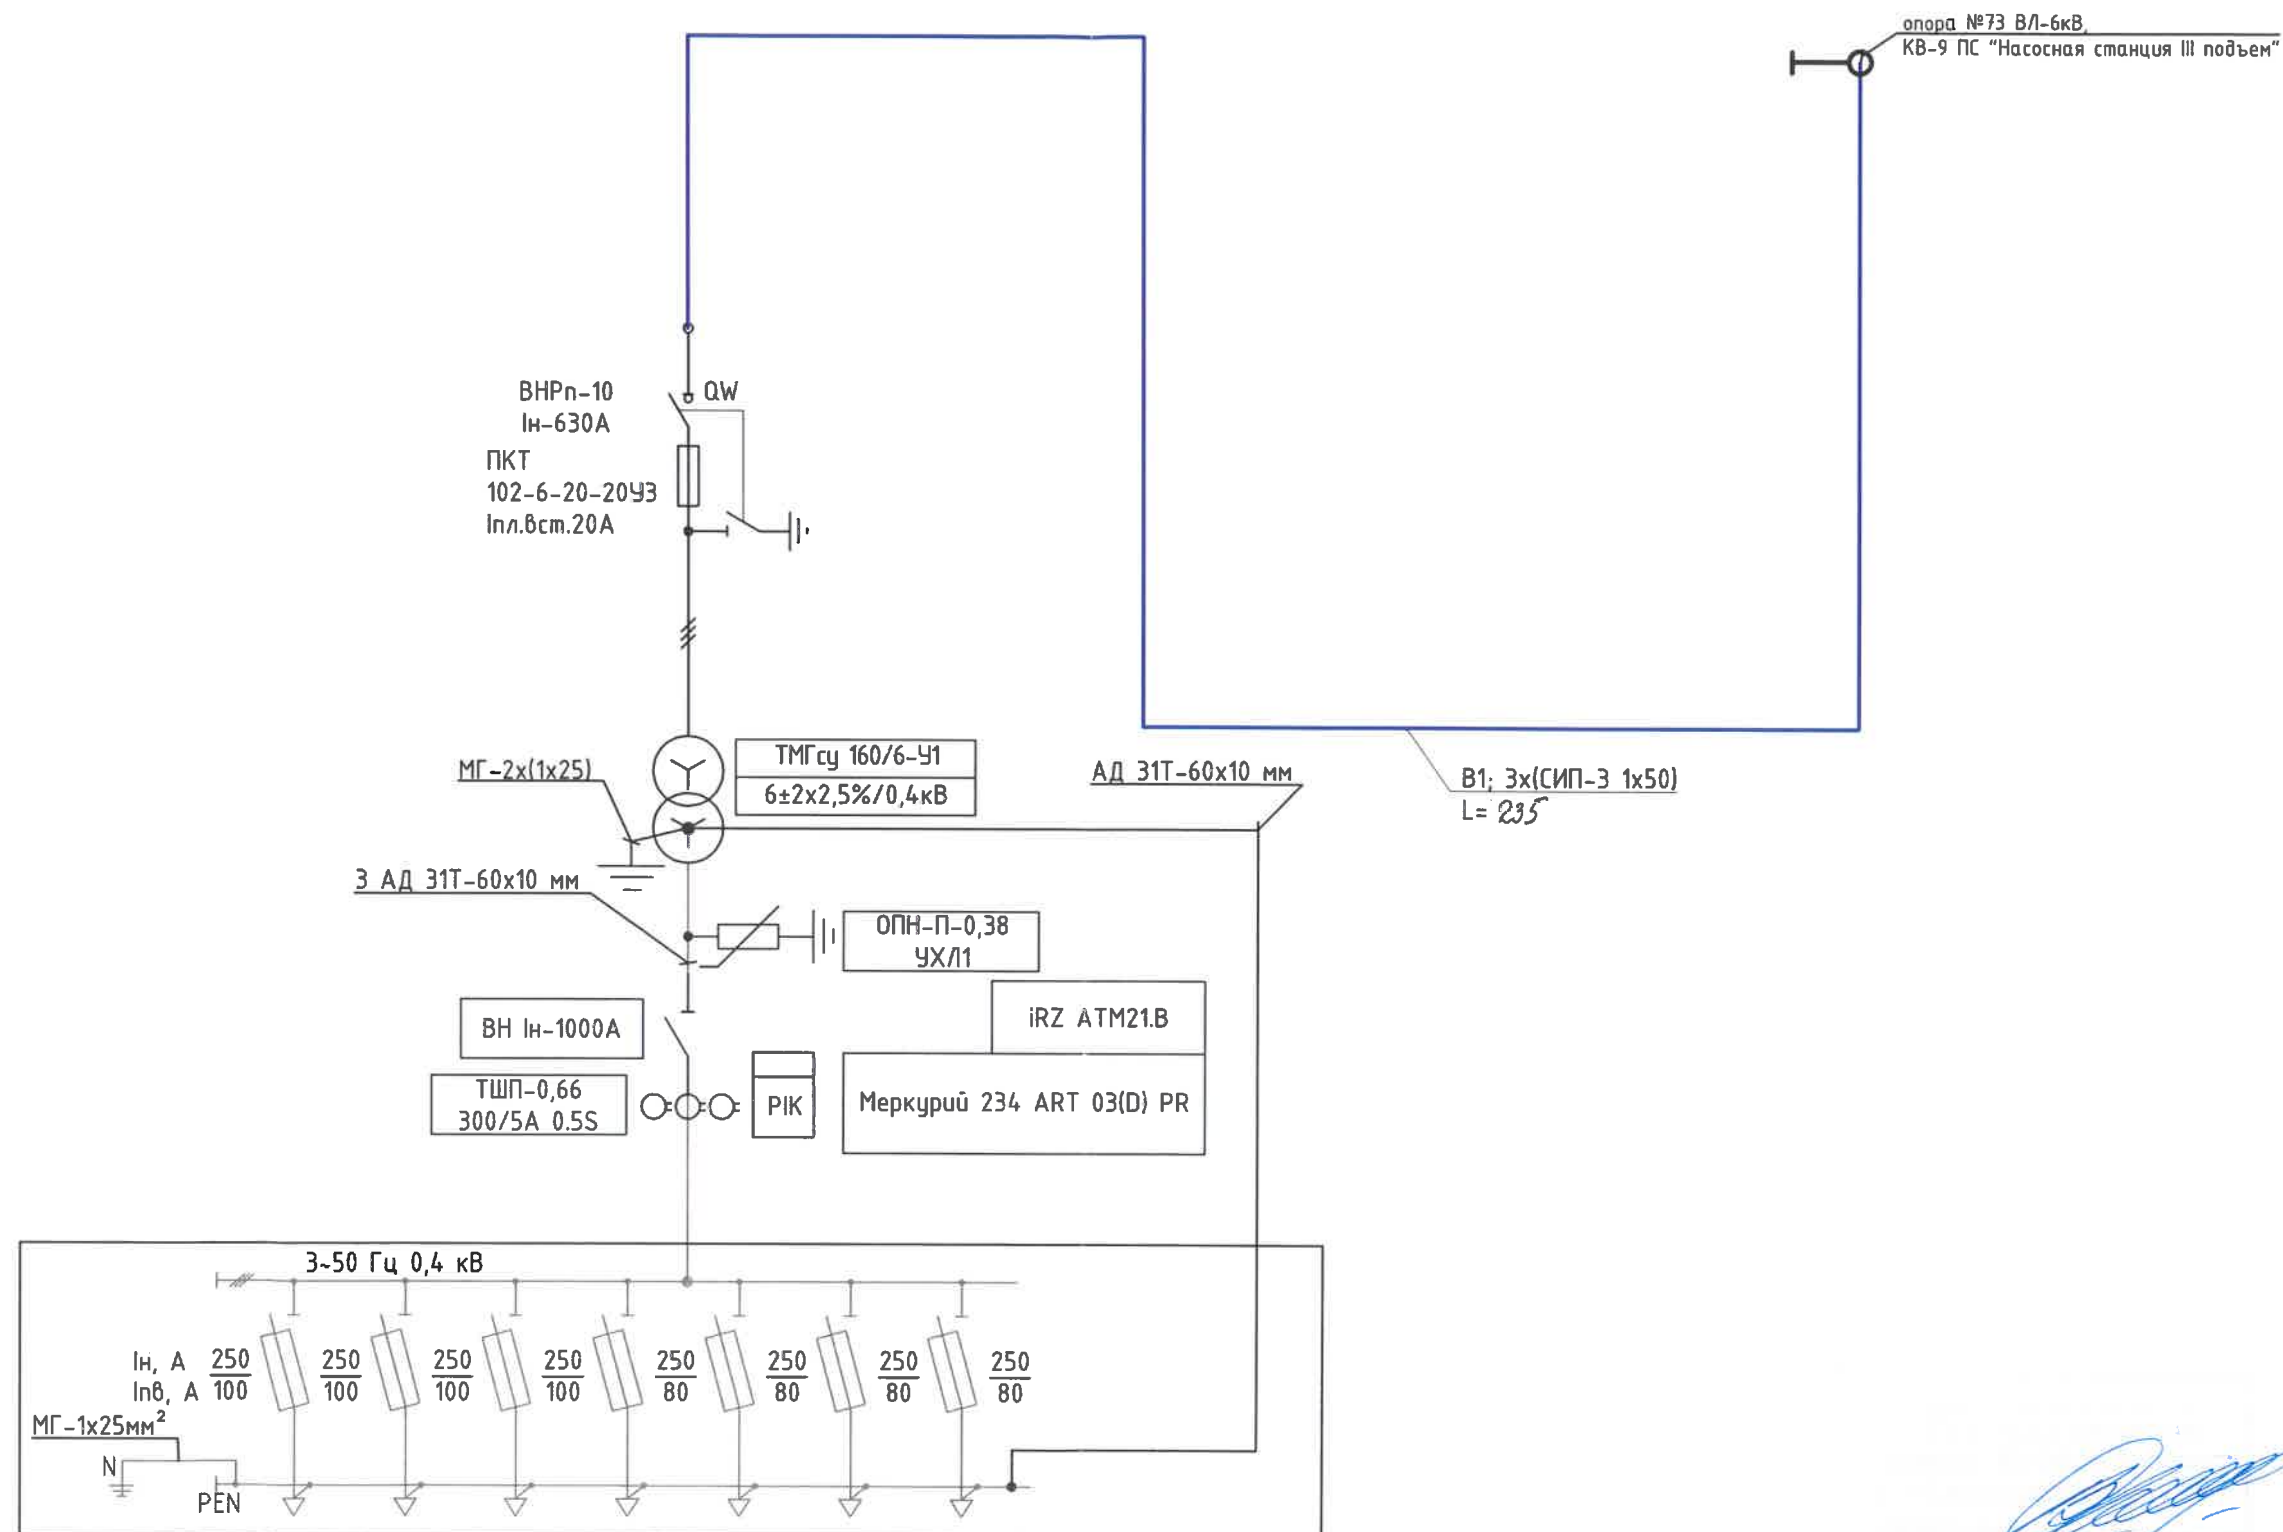 опора №73 ВЛ-6кВ,
КВ-9 ПС "Насосная станция III подъем"
ВНРп-10
Iн-630А
QW
ПКТ
102-6-20-20У3
Iпл.вст.20А
МГ-2х(1х25)
ТМГсу 160/6-У1
6±2х2,5%/0,4кВ
АД 31Т-60х10 мм
В1; 3х(СИП-3 1х50)
L= 235
3 АД 31Т-60х10 мм
ОПН-П-0,38
УХЛ1
ВН Iн-1000А
iRZ ATM21.B
ТШП-0,66
300/5А 0.5S
PIK
Меркурий 234 ART 03(D) PR
3~50 Гц 0,4 кВ
Iн, А 250 250 250 250 250 250 250 250
Iпв, А 100 100 100 100 80 80 80 80
МГ-1х25мм²
N
PEN